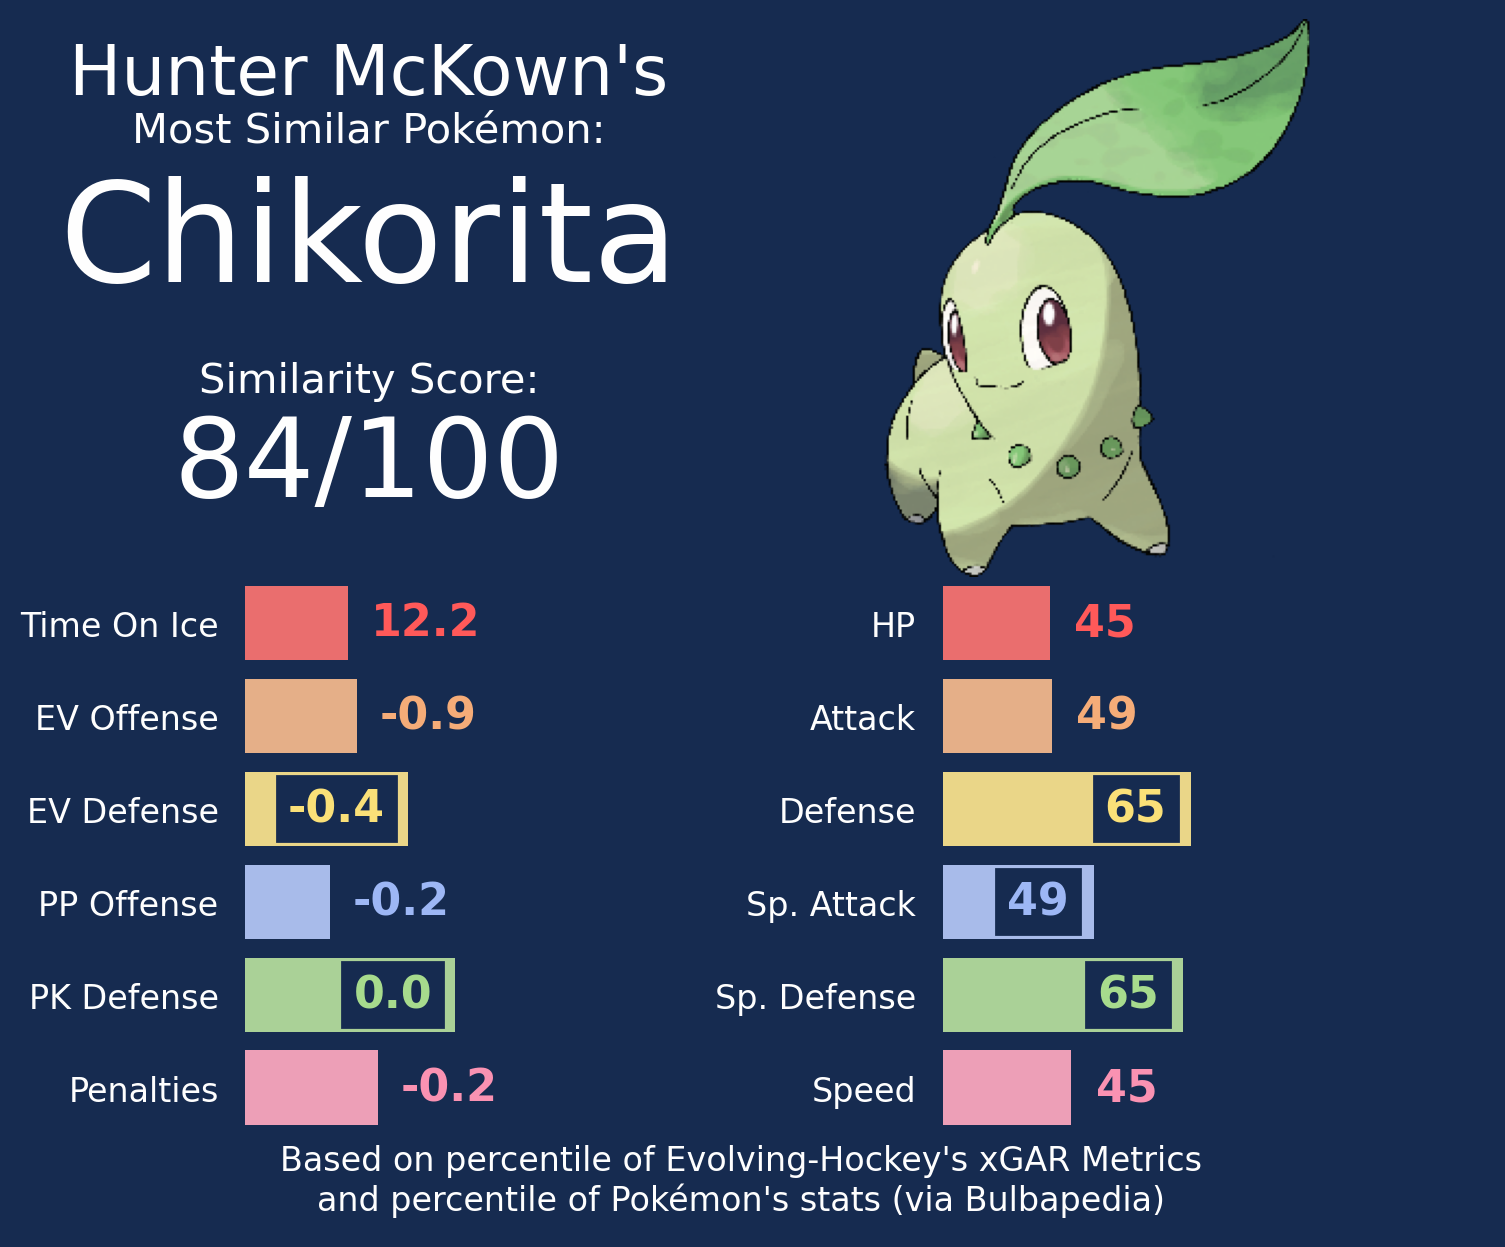 Hunter McKown's
Most Similar Pokémon:
Chikorita
Similarity Score:
84/100
Time On Ice 12.2
EV Offense -0.9
EV Defense -0.4
PP Offense -0.2
PK Defense 0.0
Penalties -0.2
HP 45
Attack 49
Defense 65
Sp. Attack 49
Sp. Defense 65
Speed 45
Based on percentile of Evolving-Hockey's xGAR Metrics
and percentile of Pokémon's stats (via Bulbapedia)